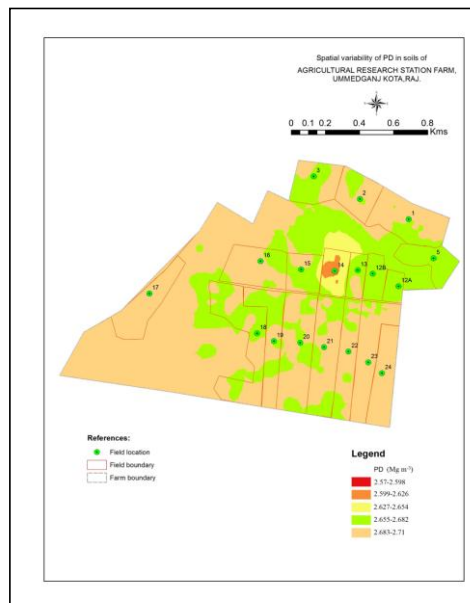 Spatial variability of PD in soils of
AGRICULTURAL RESEARCH STATION FARM,
UMMEDGANJ KOTA,RAJ.
0 0.1 0.2 0.4 0.6 0.8
Kms
3
2
1
5
16
15
14
13
12B
12A
17
18
19
20
21
22
23
24
References:
Field location
Field boundary
Farm boundary
Legend
PD (Mg m-3)
2.57-2.598
2.599-2.626
2.627-2.654
2.655-2.682
2.683-2.71